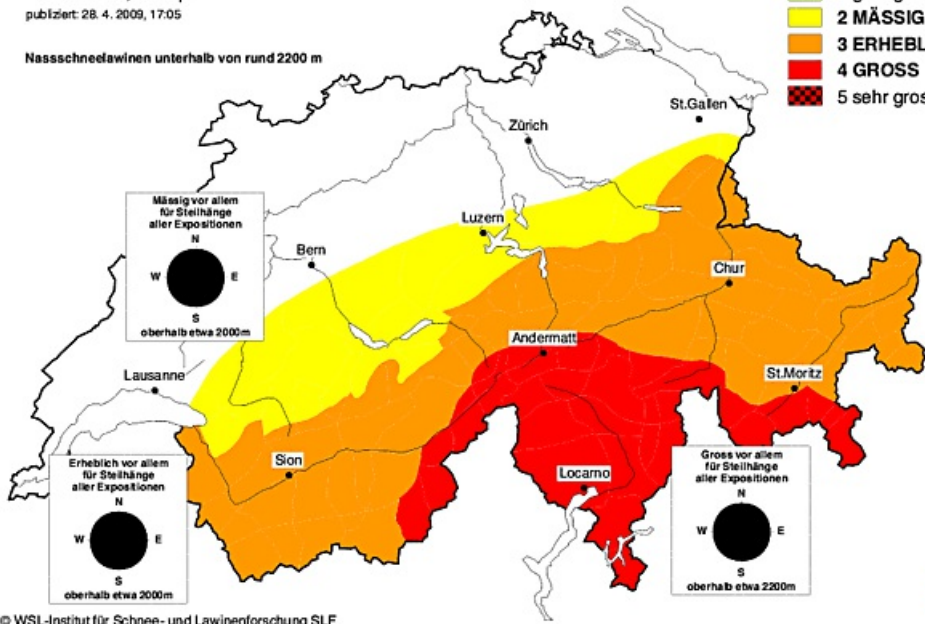 publiziert: 28. 4. 2009, 17:05
Nassschneelawinen unterhalb von rund 2200 m
2 MÄSSIG
3 ERHEBL
4 GROSS
5 sehr gros
St.Gallen
Zürich
Mässig vor allem
für Steilhänge
aller Expositionen
N
W E
S
oberhalb etwa 2000m
Luzern
Bern
Chur
Andermatt
Lausanne
St.Moritz
Sion
Locarno
Erheblich vor allem
für Steilhänge
aller Expositionen
N
W E
S
oberhalb etwa 2000m
Gross vor allem
für Steilhänge
aller Expositionen
N
W E
S
oberhalb etwa 2200m
© WSL-Institut für Schnee- und Lawinenforschung SLF